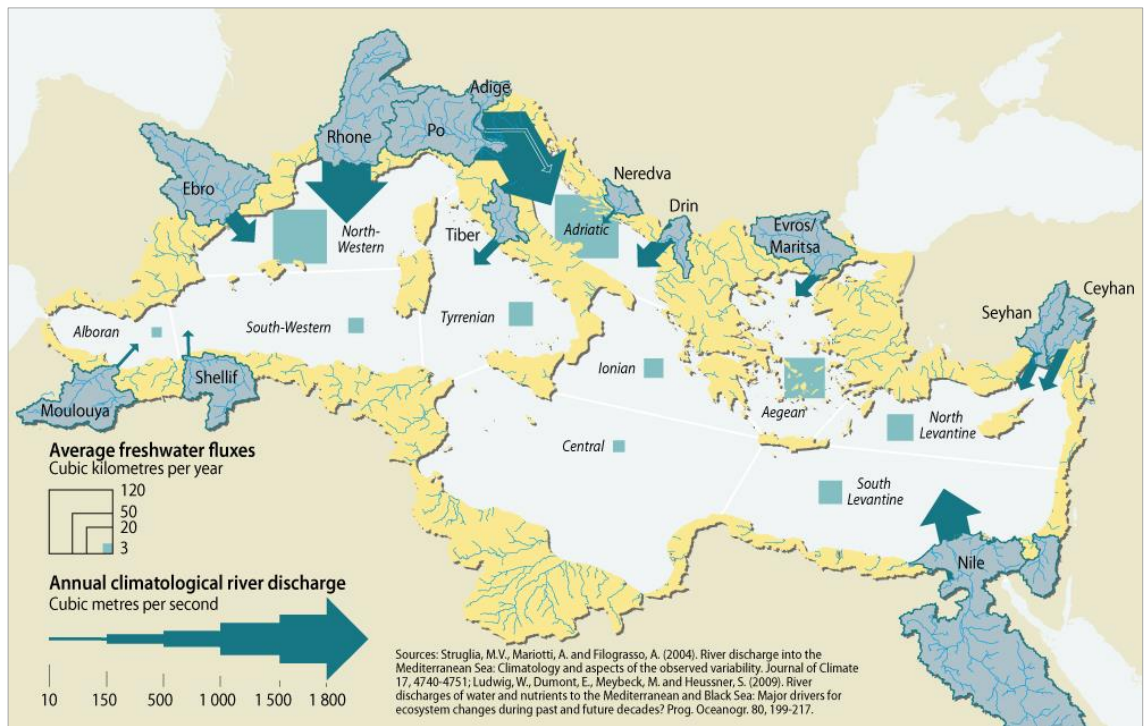 Adige
Rhone
Po
Ebro
Neredva
Drin
North-
Western
Tiber
Adriatic
Evros/
Maritsa
Ceyhan
Seyhan
Alboran
South-Western
Tyrrenian
Shellif
Moulouya
Ionian
Aegean
North
Levantine
Central
South
Levantine
Nile
Average freshwater fluxes
Cubic kilometres per year
120
50
20
3
Annual climatological river discharge
Cubic metres per second
10 150 500 1 000 1 500 1 800
Sources: Struglia, M.V., Mariotti, A. and Filograsso, A. (2004). River discharge into the
Mediterranean Sea: Climatology and aspects of the observed variability. Journal of Climate
17, 4740-4751; Ludwig, W., Dumont, E., Meybeck, M. and Heussner, S. (2009). River
discharges of water and nutrients to the Mediterranean and Black Sea: Major drivers for
ecosystem changes during past and future decades? Prog. Oceanogr. 80, 199-217.